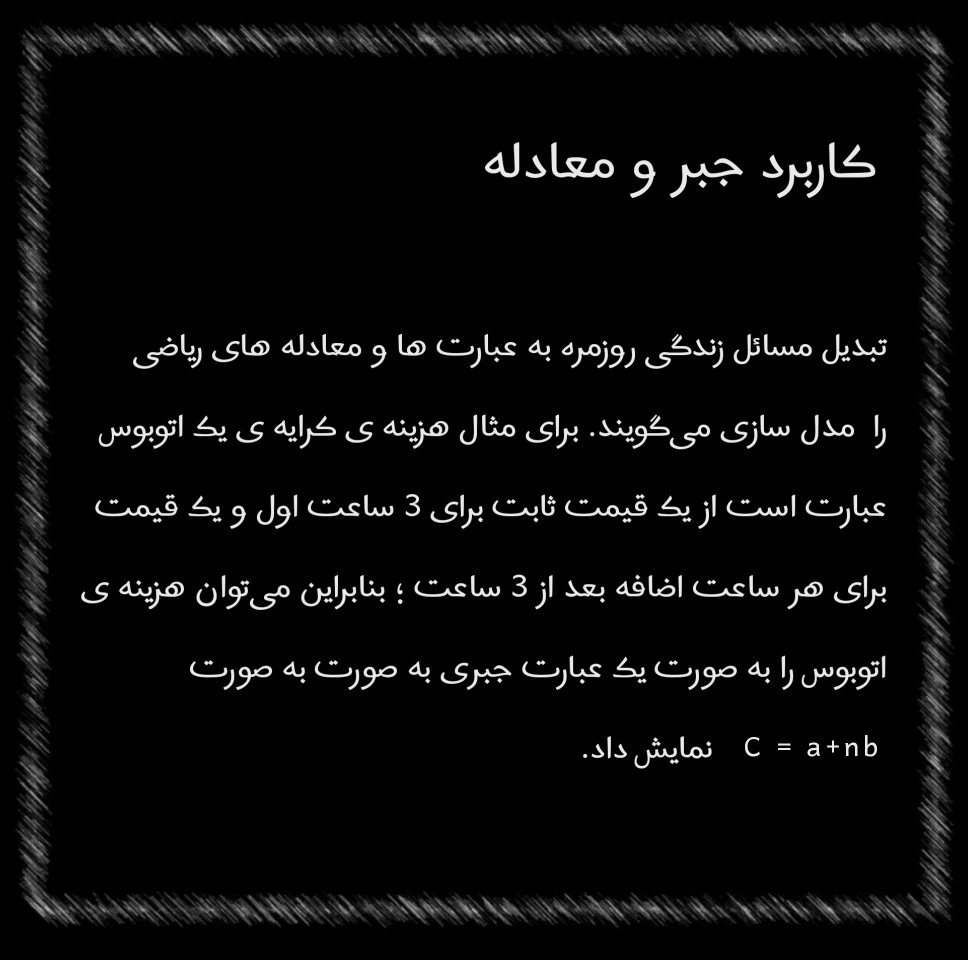 کاربرد جبر و معادله
تبدیل مسائل زندگی روزمره به عبارت ها و معادله های ریاضی
را مدل سازی می‌گویند. برای مثال هزینه ی کرایه ی یک اتوبوس
عبارت است از یک قیمت ثابت برای 3 ساعت اول و یک قیمت
برای هر ساعت اضافه بعد از 3 ساعت ؛ بنابراین می‌توان هزینه ی
اتوبوس را به صورت یک عبارت جبری به صورت به صورت
C = a+nb نمایش داد.